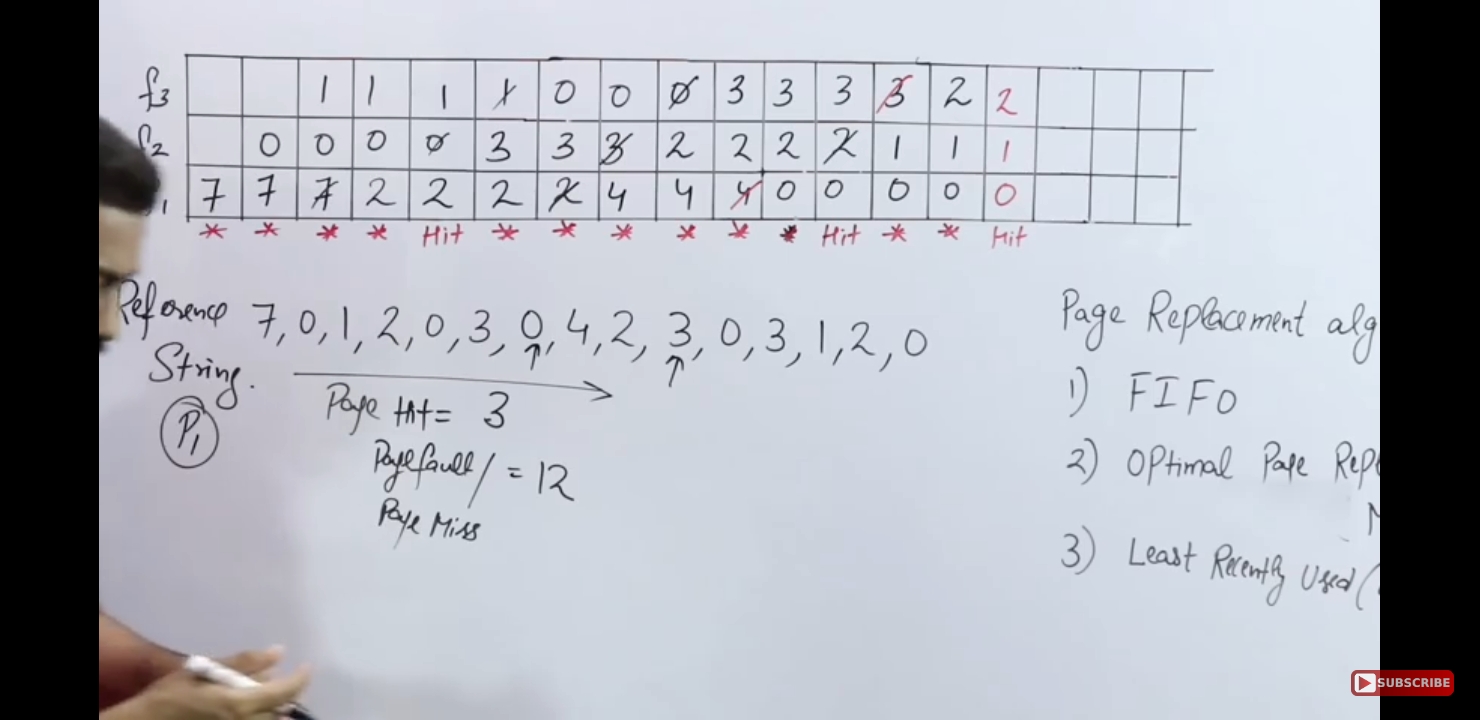 f3 1 1 1 1 0 0 0 3 3 3 3 2 2
f2 0 0 0 0 3 3 3 2 2 2 2 1 1 1
1 7 7 7 2 2 2 2 4 4 4 0 0 0 0 0
* * * * Hit * * * * * * Hit * * Hit
Reference 7, 0, 1, 2, 0, 3, 0, 4, 2, 3, 0, 3, 1, 2, 0
String.
P1
Page Hit = 3
Page fault / = 12
Page Miss
Page Replacement alg
1) FIFO
2) OPtimal Page Rep
3) Least Recently Used (
SUBSCRIBE